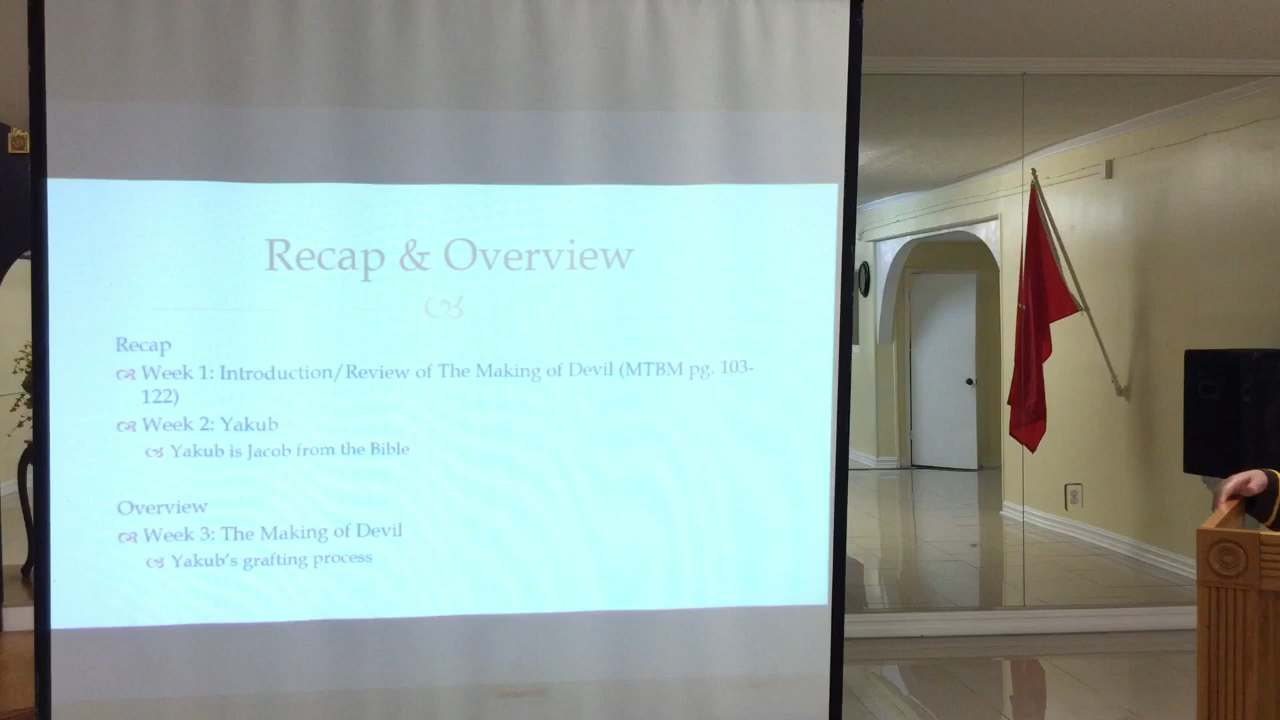 Recap & Overview
Recap
Week 1: Introduction/Review of The Making of Devil (MTBM pg. 103-
122)
Week 2: Yakub
Yakub is Jacob from the Bible
Overview
Week 3: The Making of Devil
Yakub's grafting process